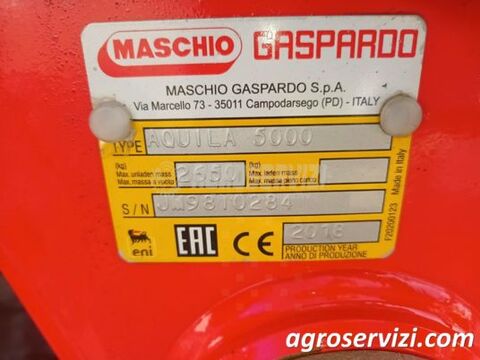 MASCHIO GASPARDO
MASCHIO GASPARDO S.p.A.
Via Marcello 73 - 35011 Campodarsego (PD) - ITALY
TYPE AQUILA 5000
(kg)
Max. unladen mass
Max. massa a vuoto
2650
(kg)
Max. laden mass
Max. massa pieno carico
S/N JM9810284
eni
EAC
CE
2018
PRODUCTION YEAR
ANNO DI PRODUZIONE
F20200123 Made in Italy
agroservizi.com